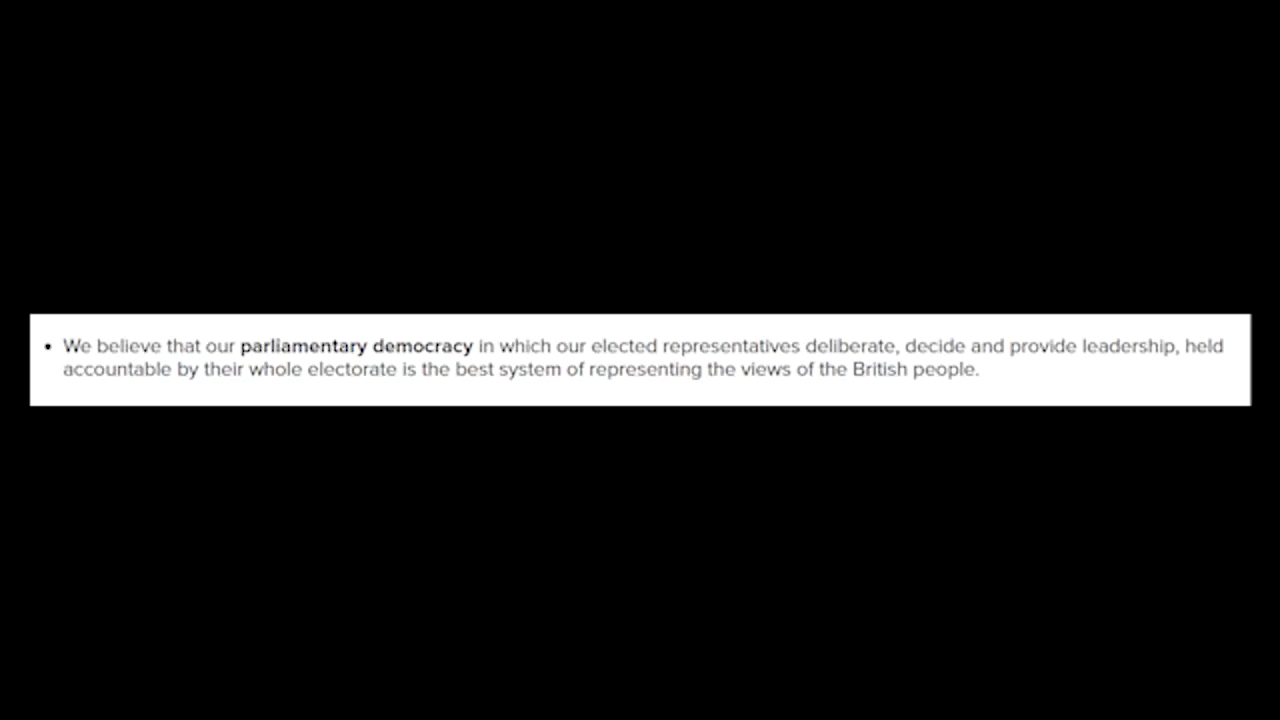 • We believe that our parliamentary democracy in which our elected representatives deliberate, decide and provide leadership, held
accountable by their whole electorate is the best system of representing the views of the British people.